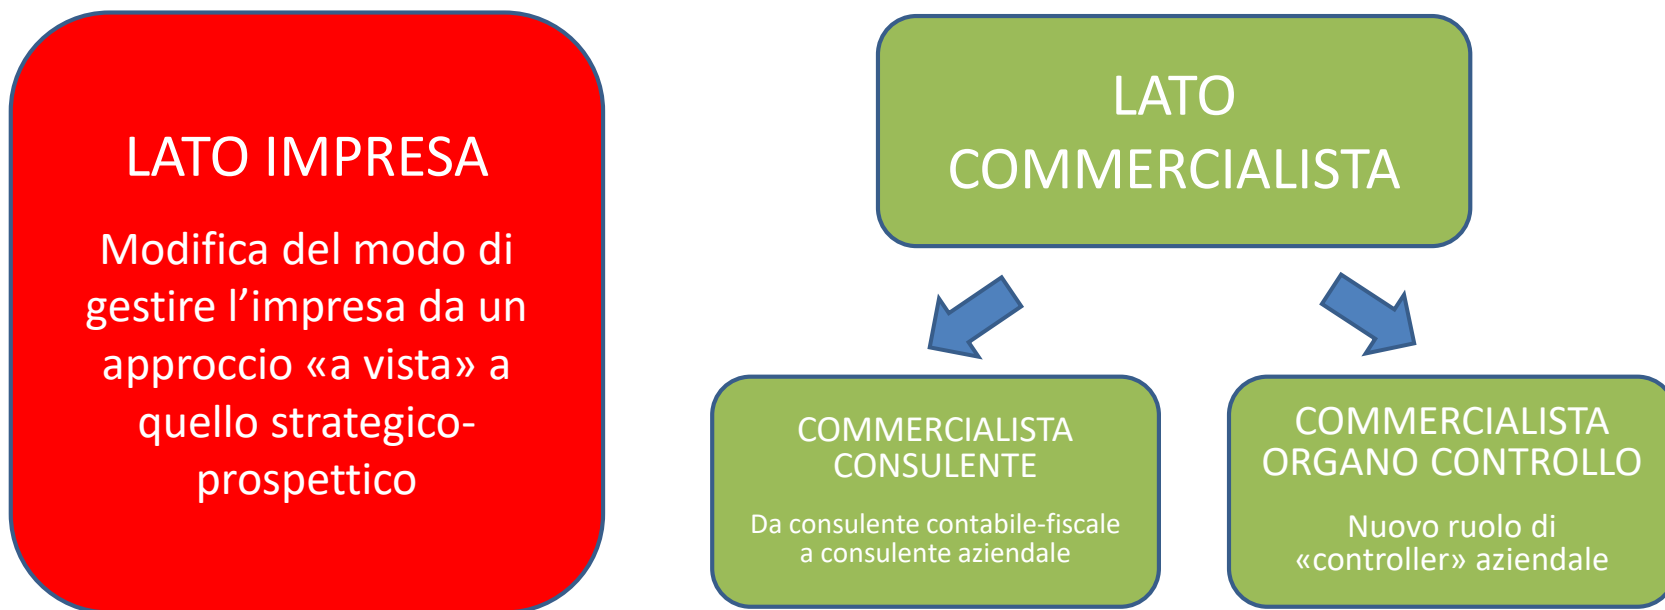 LATO IMPRESA
Modifica del modo di
gestire l’impresa da un
approccio «a vista» a
quello strategico-
prospettico
LATO
COMMERCIALISTA
COMMERCIALISTA
CONSULENTE
Da consulente contabile-fiscale
a consulente aziendale
COMMERCIALISTA
ORGANO CONTROLLO
Nuovo ruolo di
«controller» aziendale